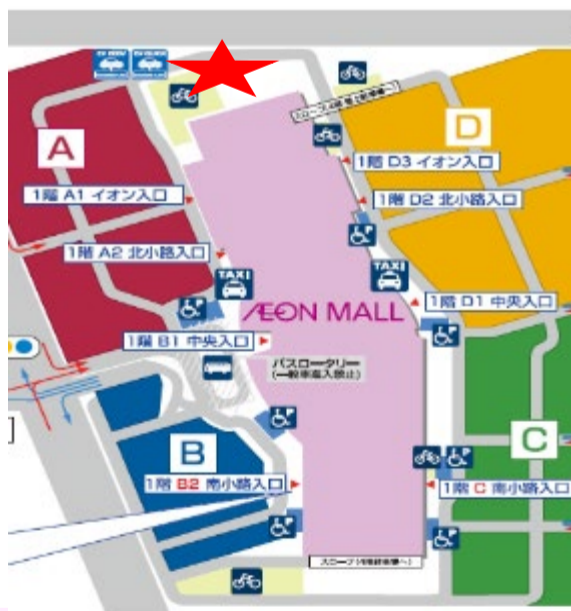 A
D
1階 D3 イオン入口
1階 A1 イオン入口
1階 D2 北小路入口
1階 A2 北小路入口
TAXI
TAXI
ÆON MALL
1階 D1 中央入口
1階 B1 中央入口
バスロータリー
(一般車進入禁止)
B
C
1階 B2 南小路入口
1階 C 南小路入口